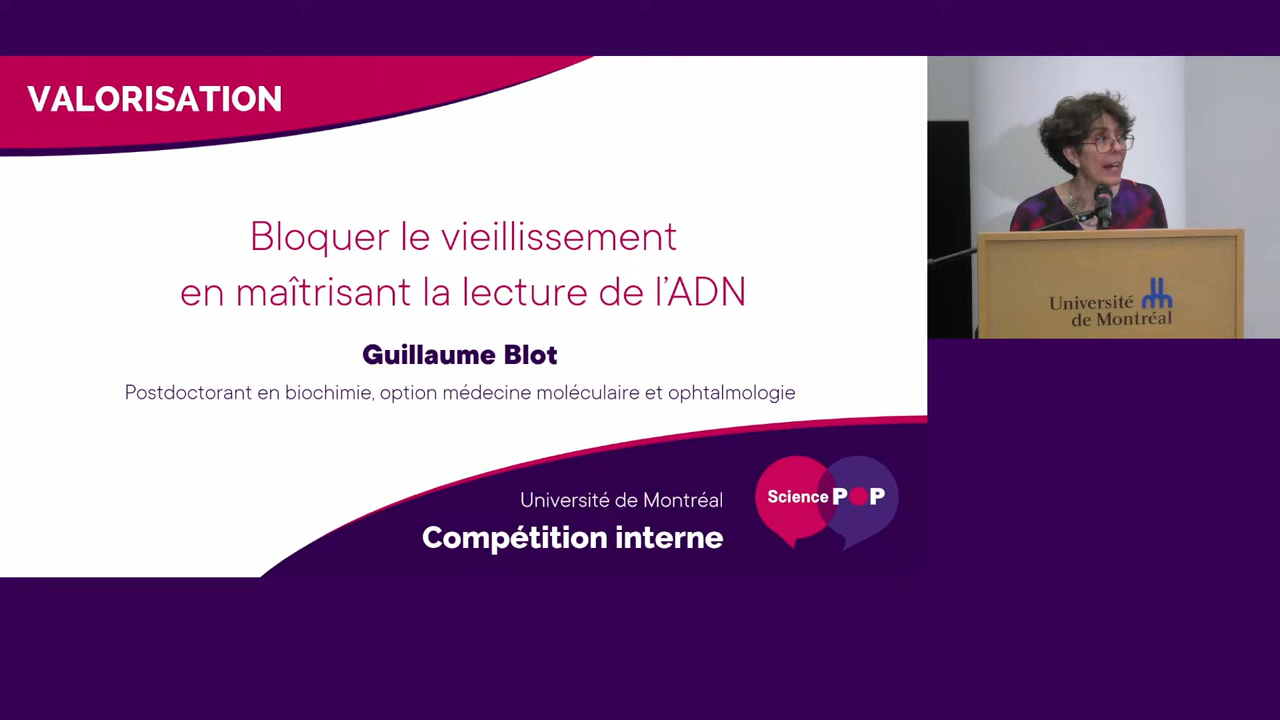 VALORISATION
Bloquer le vieillissement
en maîtrisant la lecture de l'ADN
Guillaume Blot
Postdoctorant en biochimie, option médecine moléculaire et ophtalmologie
Université de Montréal
Compétition interne
Science POP
Université
de Montréal